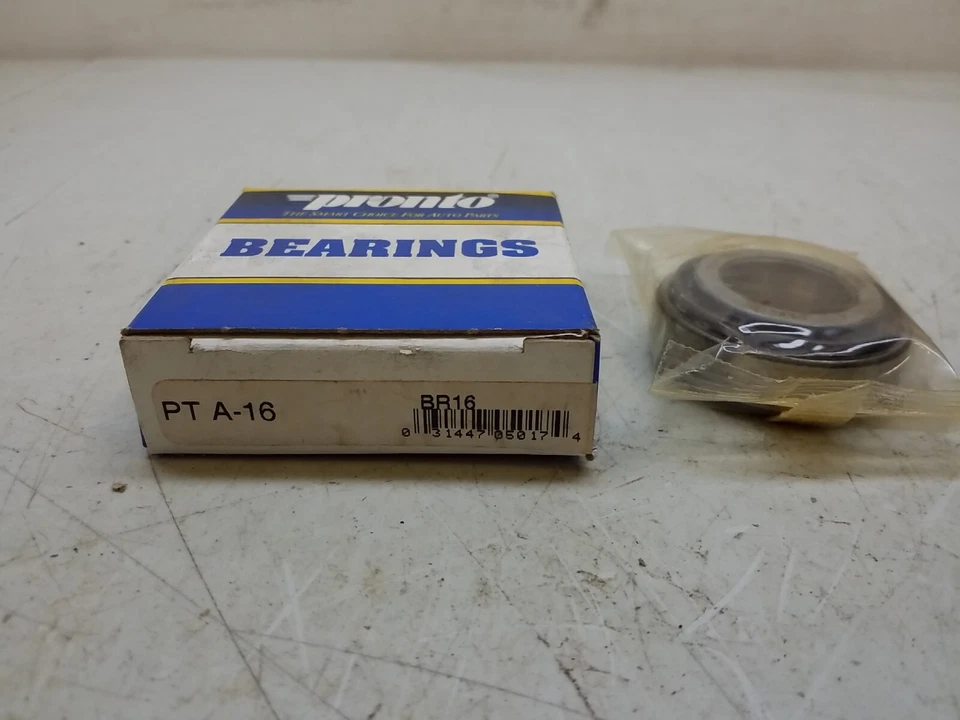 pronto
THE SMART CHOICE FOR AUTO PARTS
BEARINGS
PT A-16
BR16
0 31447 05017 4